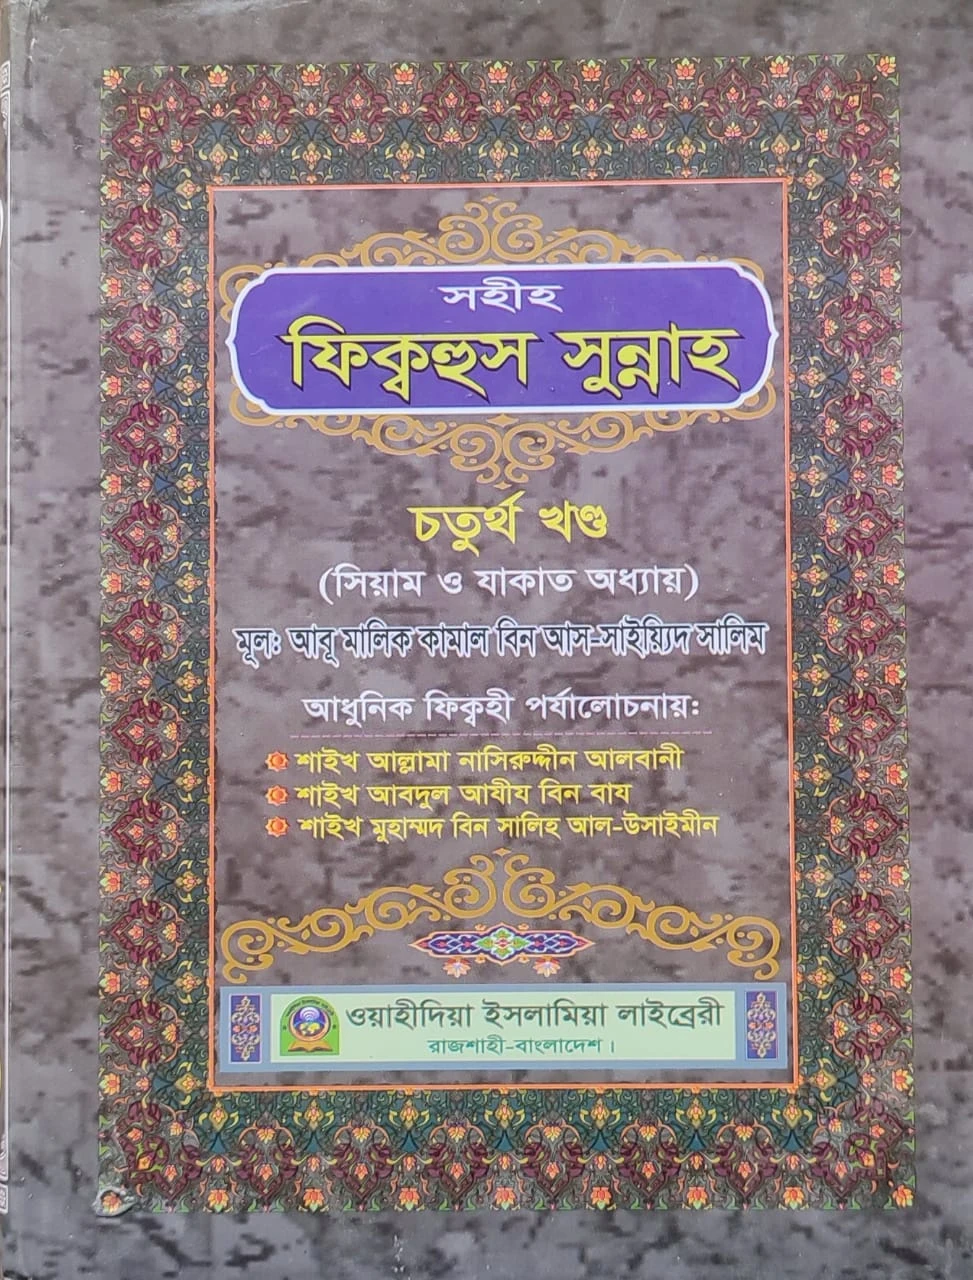 সহীহ
ফিক্বহুস সুন্নাহ
চতুর্থ খণ্ড
(সিয়াম ও যাকাত অধ্যায়)
মূল: আবূ মালিক কামাল বিন আস-সাইয়্যিদ সালিম
আধুনিক ফিক্বহী পর্যালোচনায়:
শাইখ আল্লামা নাসিরুদ্দীন আলবানী
শাইখ আবদুল আযীয বিন বায
শাইখ মুহাম্মদ বিন সালিহ আল-উসাইমীন
ওয়াহীদিয়া ইসলামিয়া লাইব্রেরী
রাজশাহী-বাংলাদেশ।